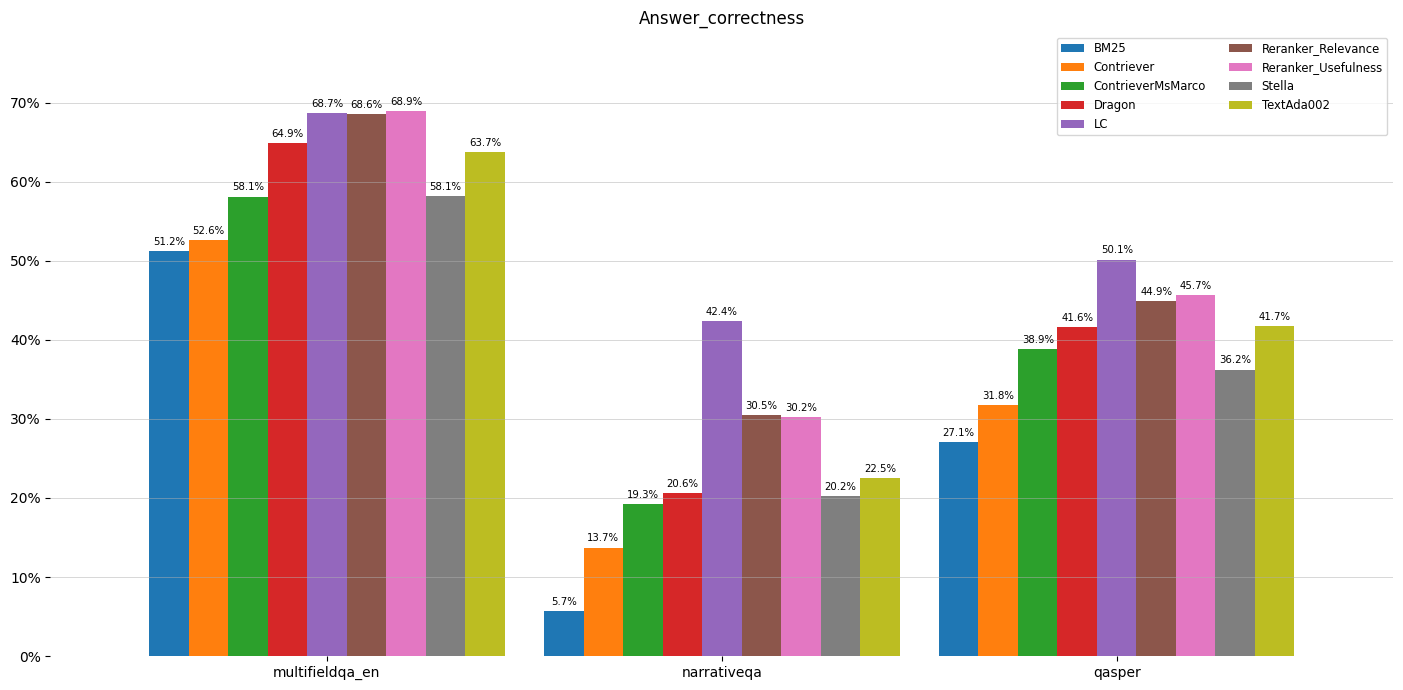 Answer_correctness
BM25
Contriever
ContrieverMsMarco
Dragon
LC
Reranker_Relevance
Reranker_Usefulness
Stella
TextAda002
70%
60%
50%
40%
30%
20%
10%
0%
51.2%
52.6%
58.1%
64.9%
68.7%
68.6%
68.9%
58.1%
63.7%
5.7%
13.7%
19.3%
20.6%
42.4%
30.5%
30.2%
20.2%
22.5%
27.1%
31.8%
38.9%
41.6%
50.1%
44.9%
45.7%
36.2%
41.7%
multifieldqa_en
narrativeqa
qasper